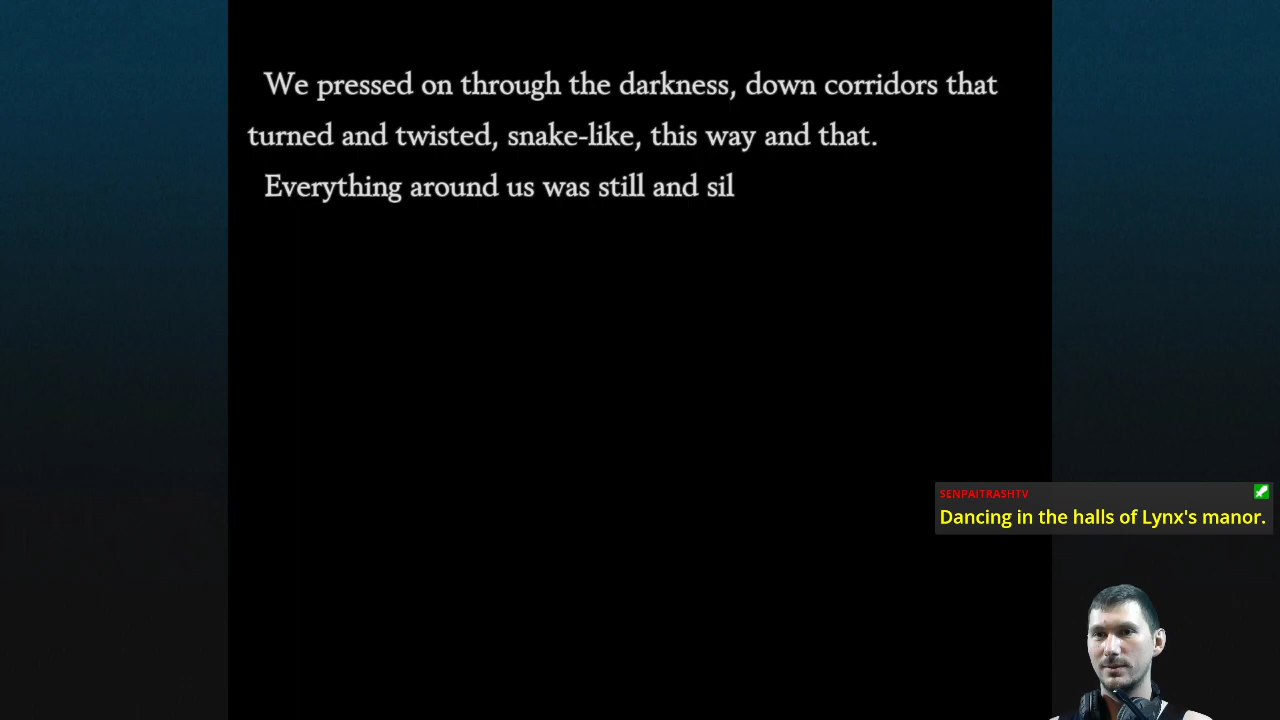 We pressed on through the darkness, down corridors that
turned and twisted, snake-like, this way and that.
Everything around us was still and sil
SENPAITRASHTV
Dancing in the halls of Lynx's manor.